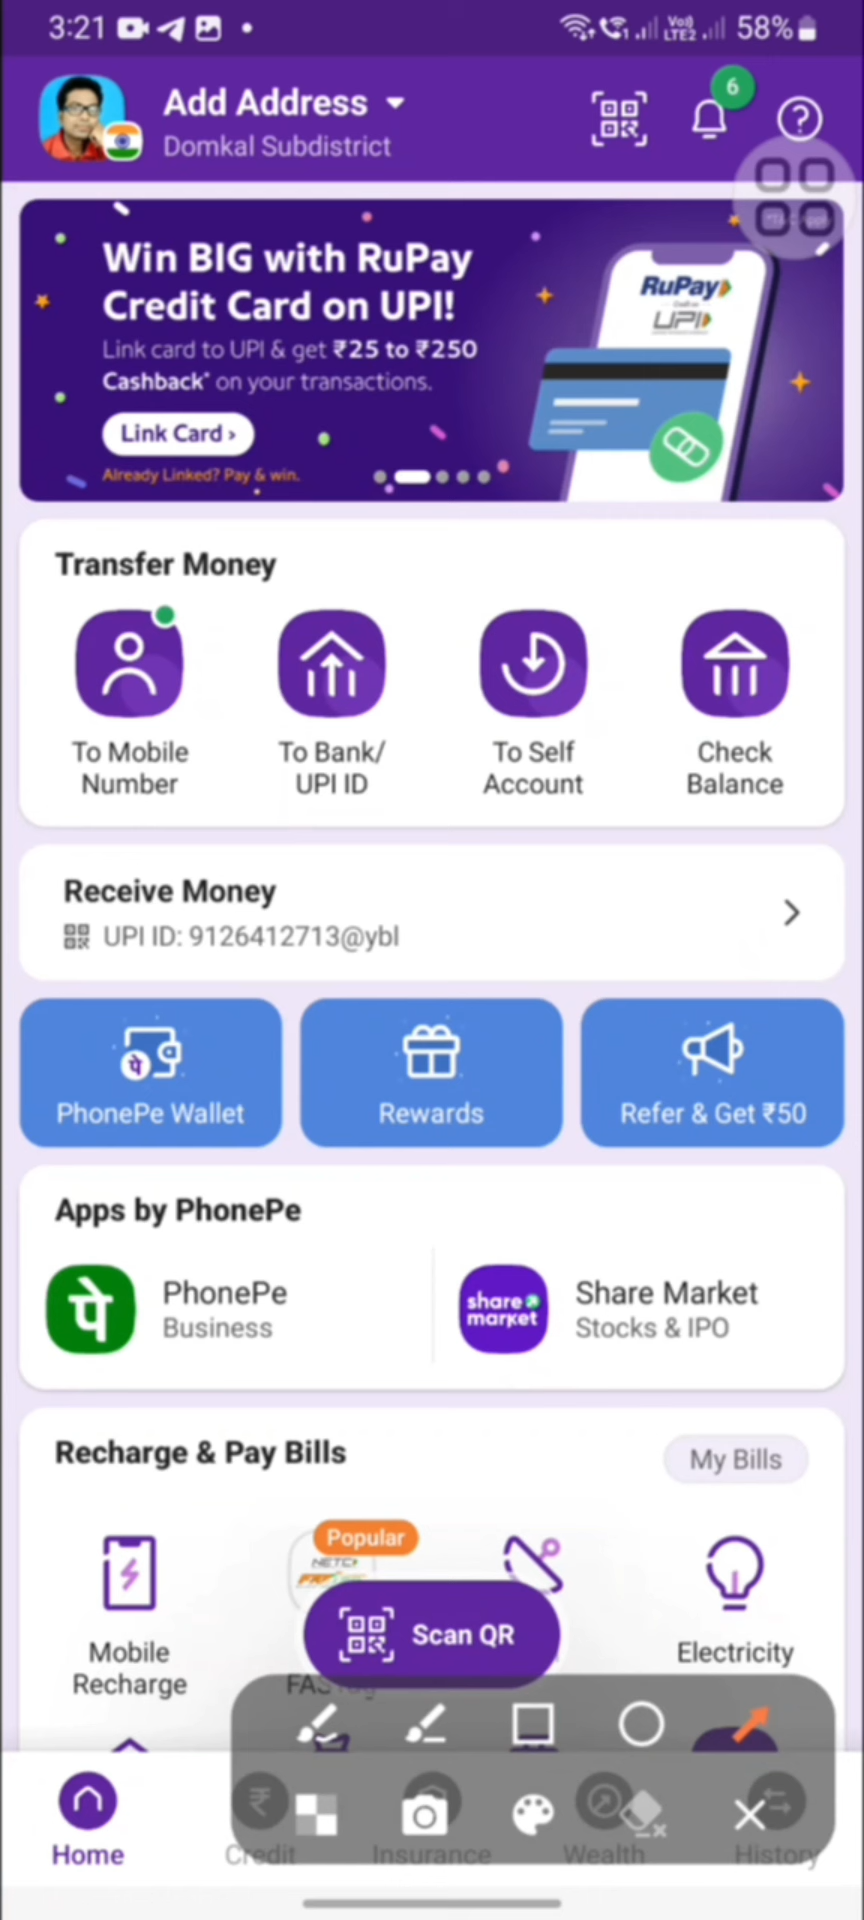 3:21
Vo))
LTE2
58%
Add Address
Domkal Subdistrict
6
Win BIG with RuPay
Credit Card on UPI!
Link card to UPI & get ₹25 to ₹250
Cashback* on your transactions.
Link Card ›
Already Linked? Pay & win.
RuPay
UPI
Transfer Money
To Mobile
Number
To Bank/
UPI ID
To Self
Account
Check
Balance
Receive Money
UPI ID: 9126412713@ybl
पे
PhonePe Wallet
Rewards
Refer & Get ₹50
Apps by PhonePe
पे
PhonePe
Business
share
market
Share Market
Stocks & IPO
Recharge & Pay Bills
My Bills
Popular
NETC
Mobile
Recharge
FASTag
Electricity
Scan QR
Home
Credit
Insurance
Wealth
History